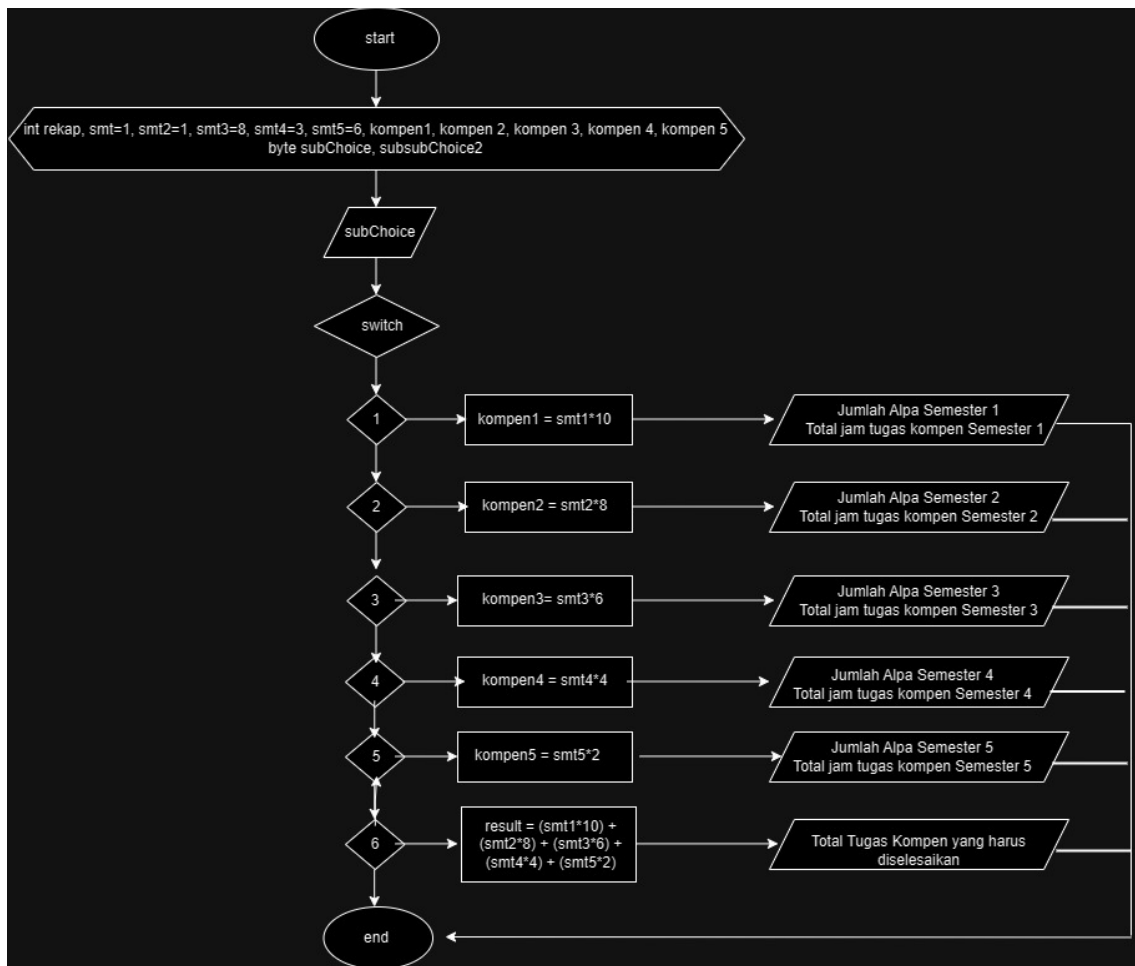 start
int rekap, smt=1, smt2=1, smt3=8, smt4=3, smt5=6, kompen1, kompen 2, kompen 3, kompen 4, kompen 5
byte subChoice, subsubChoice2
subChoice
switch
1
kompen1 = smt1*10
Jumlah Alpa Semester 1
Total jam tugas kompen Semester 1
2
kompen2 = smt2*8
Jumlah Alpa Semester 2
Total jam tugas kompen Semester 2
3
kompen3= smt3*6
Jumlah Alpa Semester 3
Total jam tugas kompen Semester 3
4
kompen4 = smt4*4
Jumlah Alpa Semester 4
Total jam tugas kompen Semester 4
5
kompen5 = smt5*2
Jumlah Alpa Semester 5
Total jam tugas kompen Semester 5
6
result = (smt1*10) +
(smt2*8) + (smt3*6) +
(smt4*4) + (smt5*2)
Total Tugas Kompen yang harus
diselesaikan
end